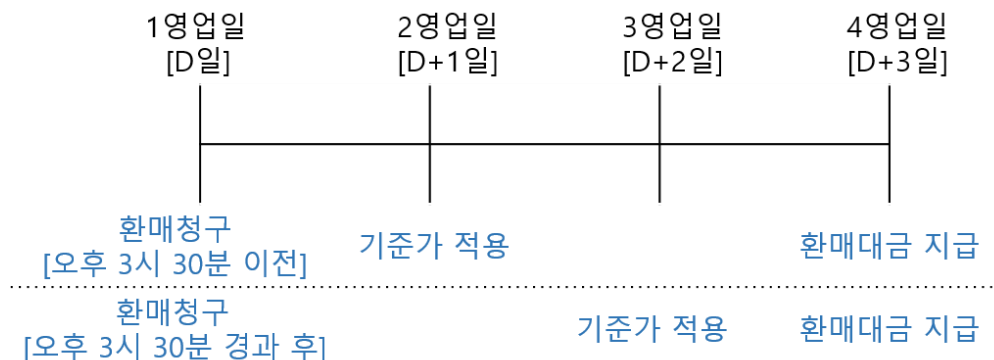 1영업일 2영업일 3영업일 4영업일
[D일] [D+1일] [D+2일] [D+3일]
환매청구
[오후 3시 30분 이전] 기준가 적용 환매대금 지급
환매청구
[오후 3시 30분 경과 후] 기준가 적용 환매대금 지급